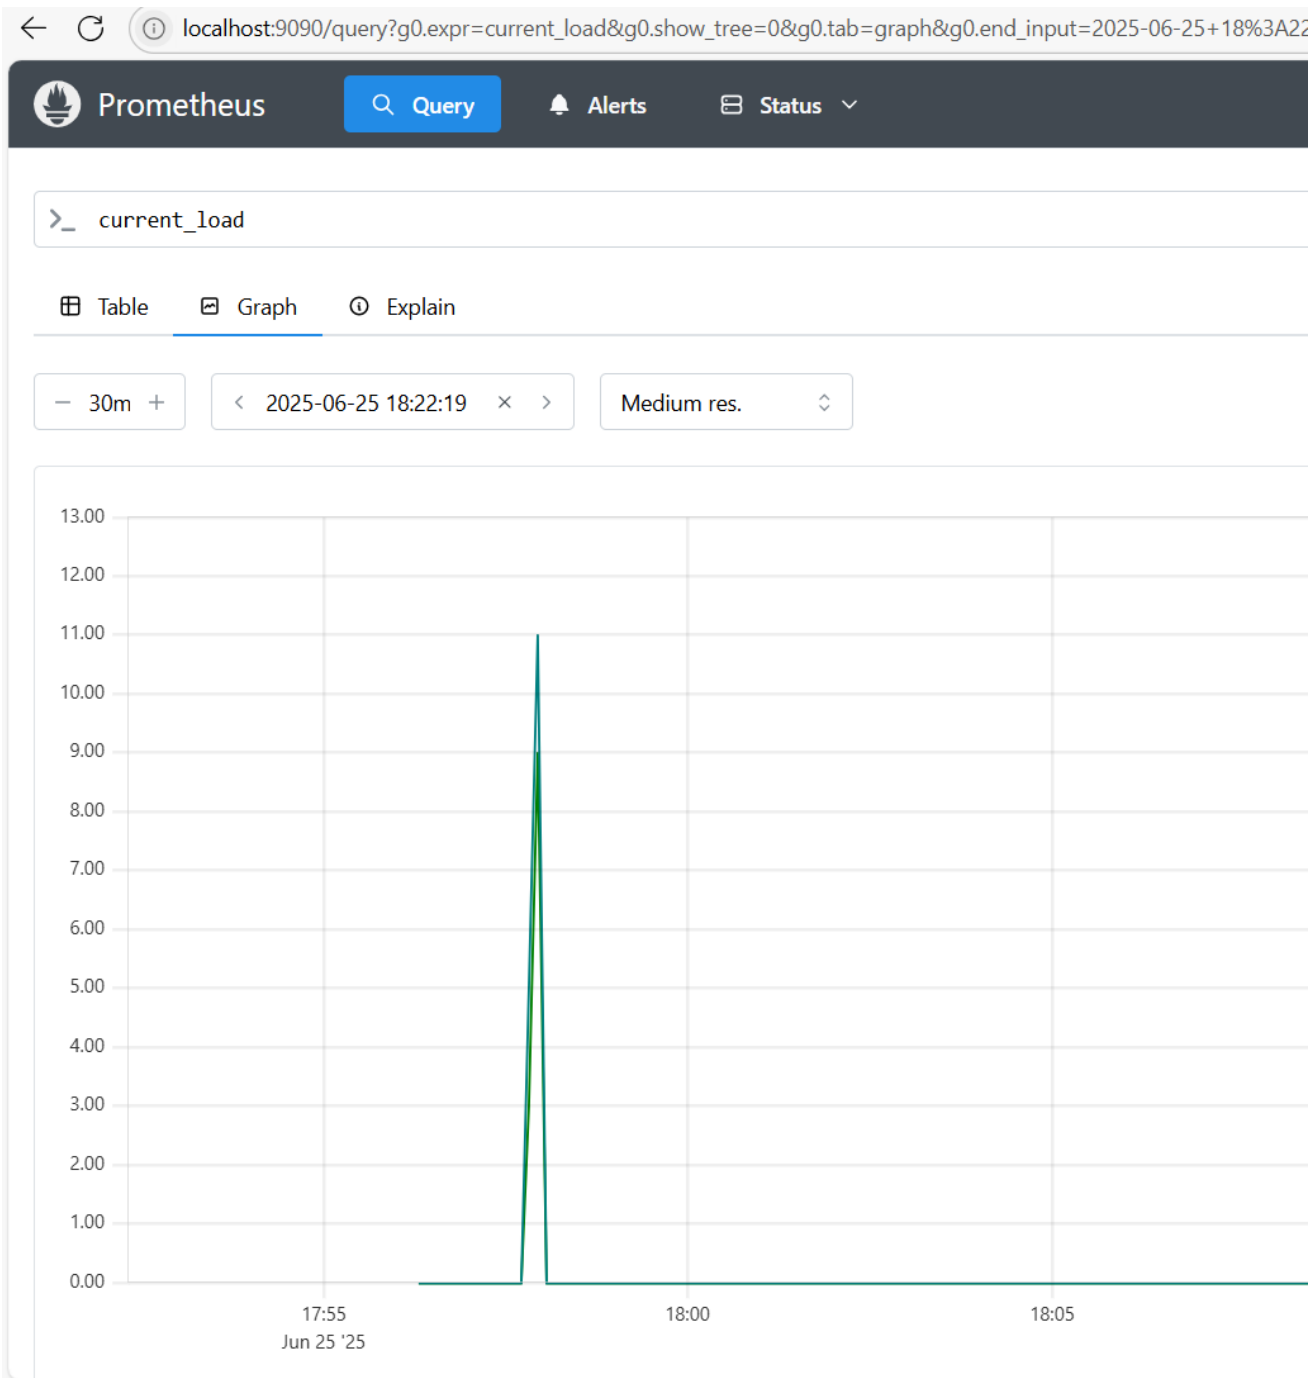 localhost:9090/query?g0.expr=current_load&g0.show_tree=0&g0.tab=graph&g0.end_input=2025-06-25+18%3A22
Prometheus Query Alerts Status
>_ current_load
Table Graph Explain
− 30m + < 2025-06-25 18:22:19 × > Medium res.
13.00
12.00
11.00
10.00
9.00
8.00
7.00
6.00
5.00
4.00
3.00
2.00
1.00
0.00
17:55 18:00 18:05
Jun 25 '25